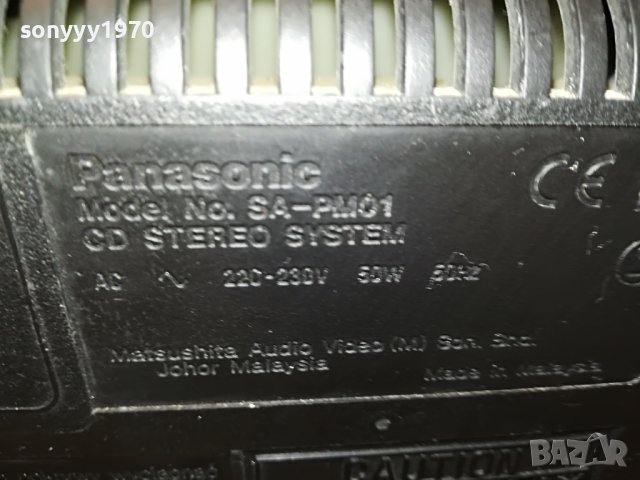 sonyyy1970
Panasonic
Model No. SA-PM01
CD STEREO SYSTEM
AC ∿ 220-230V 50W 50Hz
Matsushita Audio Video (M) Sdn. Bhd.
Johor Malaysia
Made in Malaysia
CE
CAUTION
BAZAR